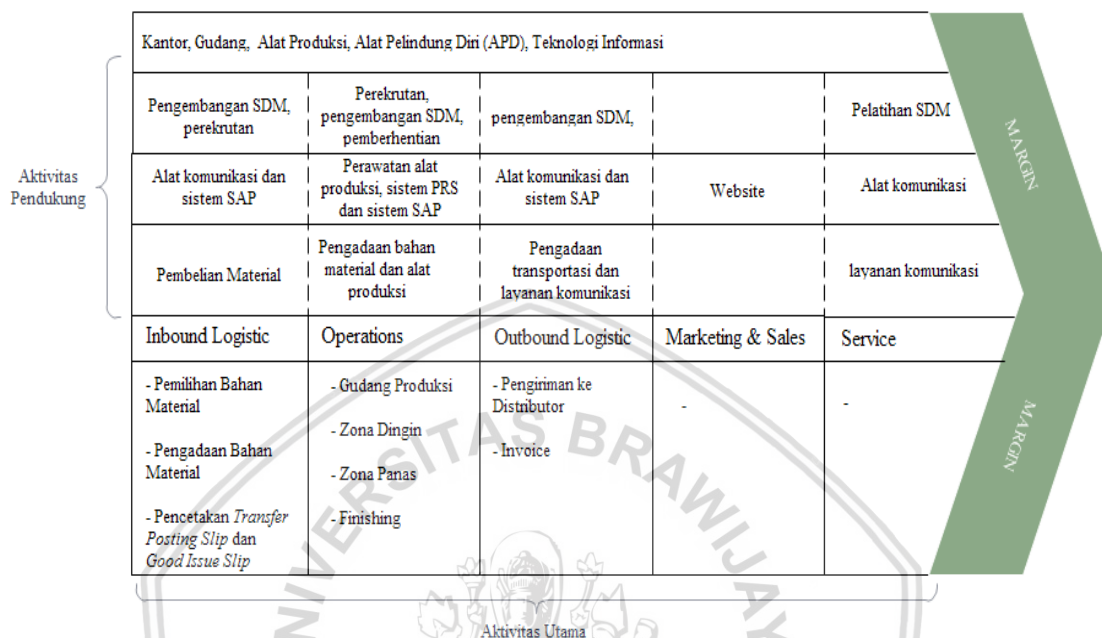 Kantor, Gudang, Alat Produksi, Alat Pelindung Diri (APD), Teknologi Informasi
Pengembangan SDM,
perekrutan
Perekrutan,
pengembangan SDM,
pemberhentian
pengembangan SDM,
Pelatihan SDM
Aktivitas
Pendukung
Alat komunikasi dan
sistem SAP
Perawatan alat
produksi, sistem PRS
dan sistem SAP
Alat komunikasi dan
sistem SAP
Website
Alat komunikasi
Pembelian Material
Pengadaan bahan
material dan alat
produksi
Pengadaan
transportasi dan
layanan komunikasi
layanan komunikasi
MARGIN
Inbound Logistic
Operations
Outbound Logistic
Marketing & Sales
Service
- Pemilihan Bahan
Material
- Pengadaan Bahan
Material
- Pencetakan Transfer
Posting Slip dan
Good Issue Slip
- Gudang Produksi
- Zona Dingin
- Zona Panas
- Finishing
- Pengiriman ke
Distributor
- Invoice
-
-
MARGIN
Aktivitas Utama
UNIVERSITAS BRAWIJAYA